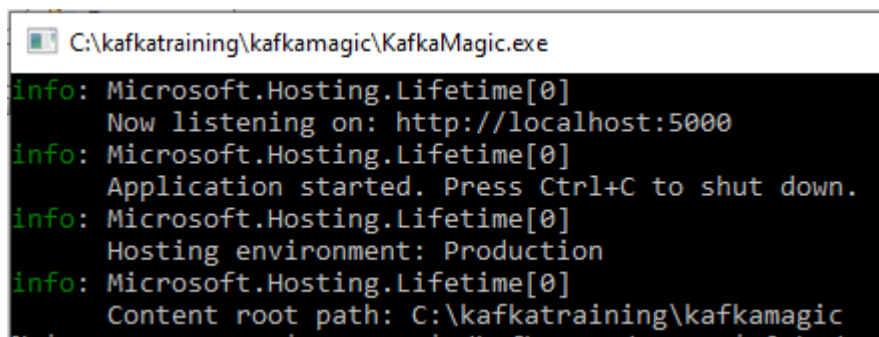 C:\kafkatraining\kafkamagic\KafkaMagic.exe
info: Microsoft.Hosting.Lifetime[0]
Now listening on: http://localhost:5000
info: Microsoft.Hosting.Lifetime[0]
Application started. Press Ctrl+C to shut down.
info: Microsoft.Hosting.Lifetime[0]
Hosting environment: Production
info: Microsoft.Hosting.Lifetime[0]
Content root path: C:\kafkatraining\kafkamagic